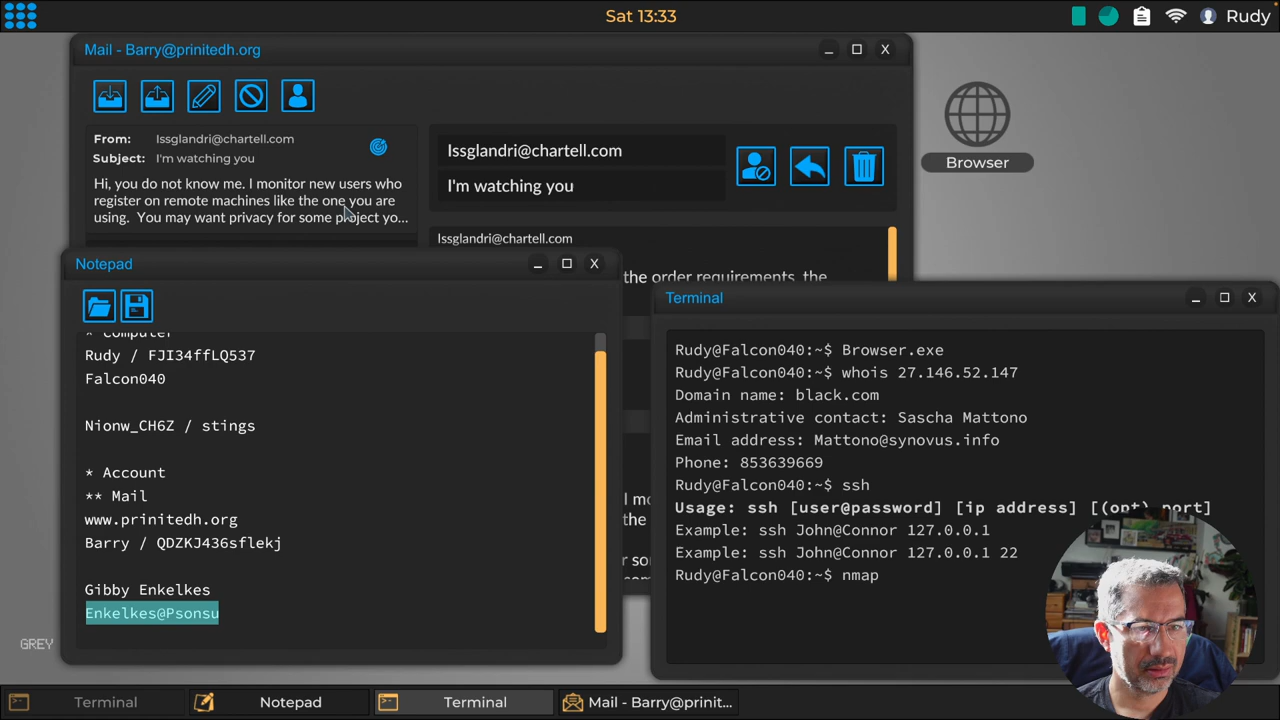 Sat 13:33
Rudy
Mail - Barry@prinitedh.org
From: Issglandri@chartell.com
Subject: I'm watching you
Hi, you do not know me. I monitor new users who
register on remote machines like the one you are
using. You may want privacy for some project yo...
Issglandri@chartell.com
I'm watching you
Issglandri@chartell.com
the order requirements, the
Browser
Notepad
* Computer
Rudy / FJI34ffLQ537
Falcon040
Nionw_CH6Z / stings
* Account
** Mail
www.prinitedh.org
Barry / QDZKJ436sflekj
Gibby Enkelkes
Enkelkes@Psonsu
Terminal
Rudy@Falcon040:~$ Browser.exe
Rudy@Falcon040:~$ whois 27.146.52.147
Domain name: black.com
Administrative contact: Sascha Mattono
Email address: Mattono@synovus.info
Phone: 853639669
Rudy@Falcon040:~$ ssh
Usage: ssh [user@password] [ip address] [(opt) port]
Example: ssh John@Connor 127.0.0.1
Example: ssh John@Connor 127.0.0.1 22
Rudy@Falcon040:~$ nmap
GREY
Terminal
Notepad
Terminal
Mail - Barry@prinit...